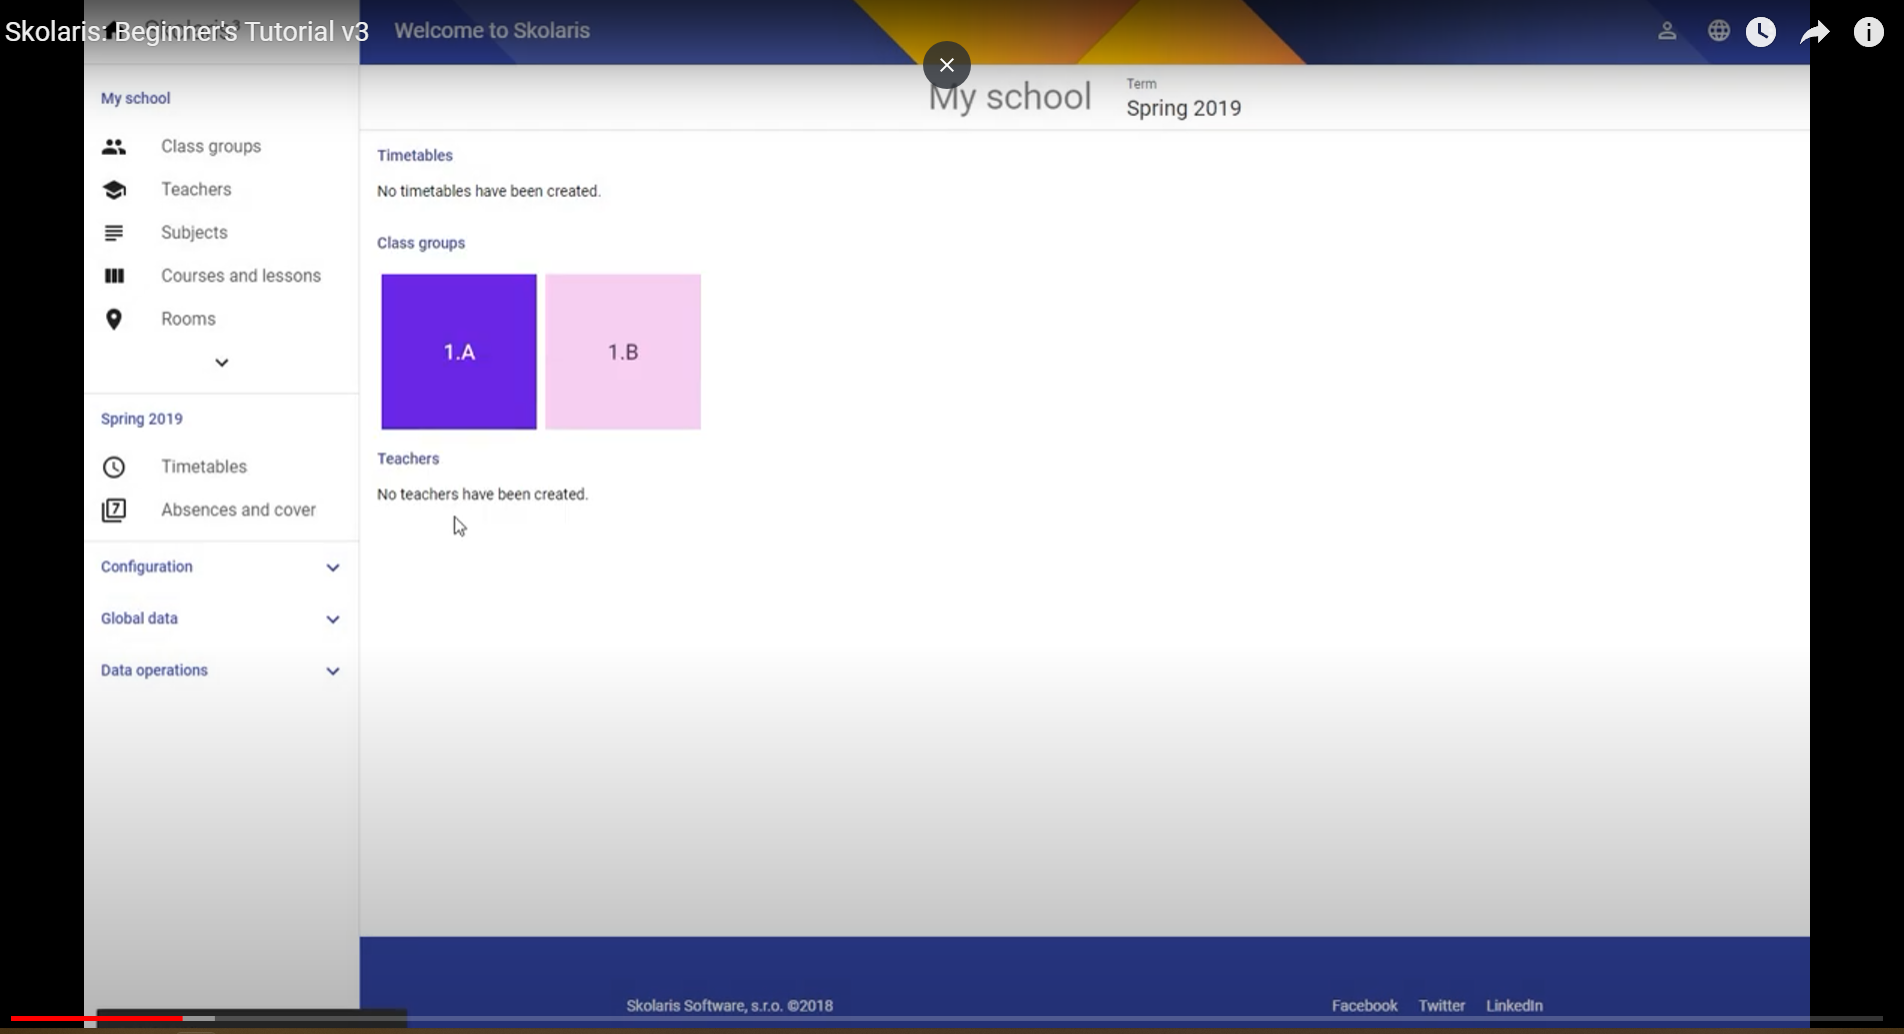 Skolaris: Beginner's Tutorial v3
Welcome to Skolaris
My school
Class groups
Teachers
Subjects
Courses and lessons
Rooms
Spring 2019
Timetables
7
Absences and cover
Configuration
Global data
Data operations
My school
Term
Spring 2019
Timetables
No timetables have been created.
Class groups
1.A
1.B
Teachers
No teachers have been created.
Skolaris Software, s.r.o. ©2018
Facebook
Twitter
LinkedIn